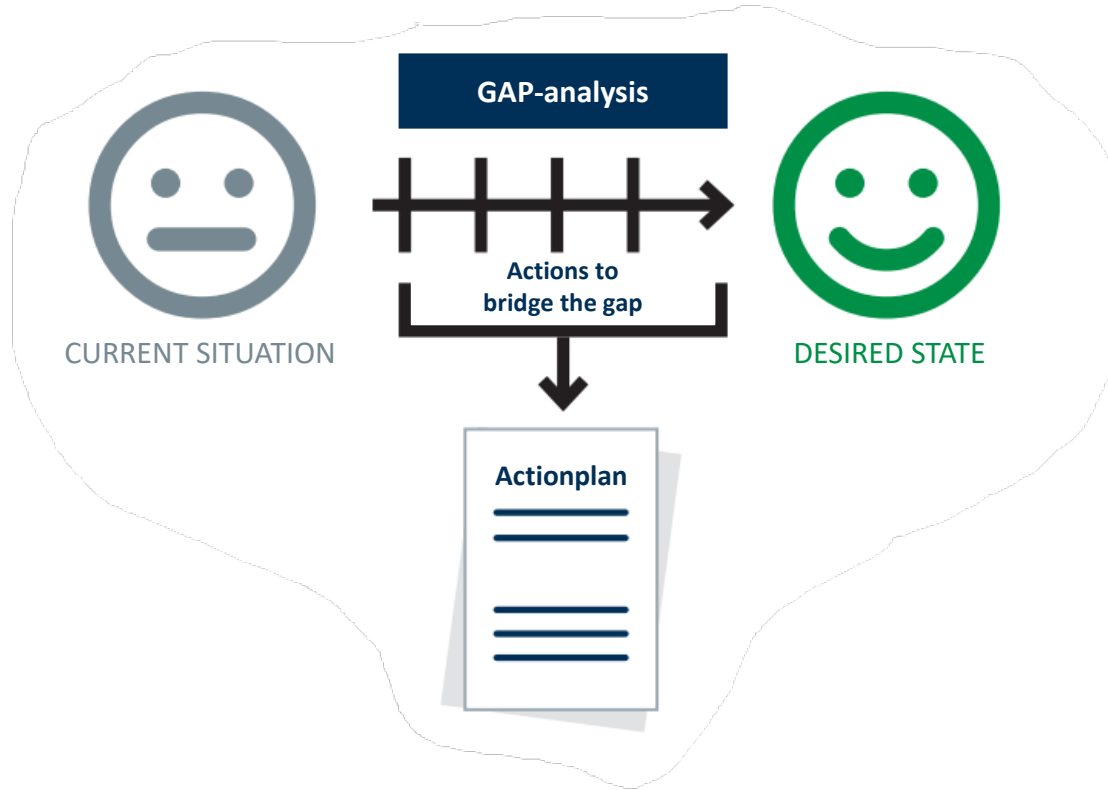 GAP-analysis
Actions to
bridge the gap
CURRENT SITUATION
DESIRED STATE
Actionplan